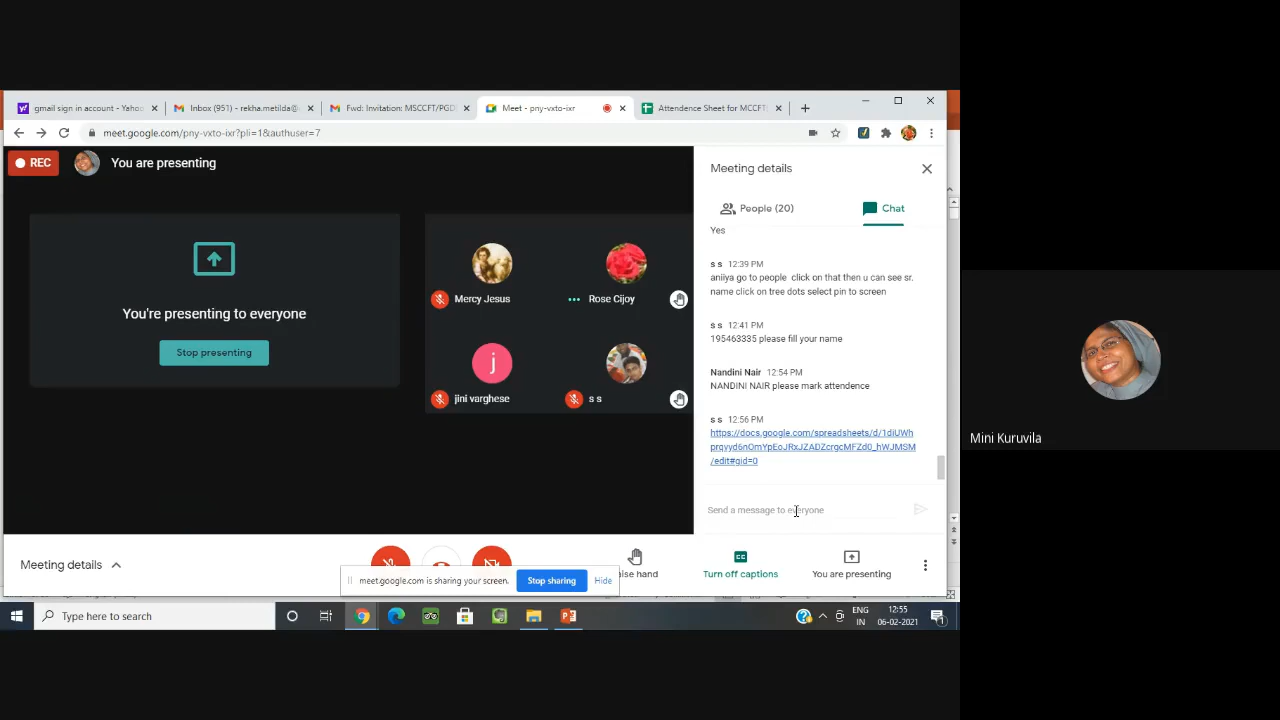 gmail sign in account - Yahoo
Inbox (951) - rekha.metilda@
Fwd: Invitation: MSCCFT/PGD
Meet - pny-vxto-ixr
Attendence Sheet for MCCFT
meet.google.com/pny-vxto-ixr?pli=1&authuser=7
REC
You are presenting
Meeting details
People (20)
Chat
Yes
s s 12:39 PM
aniiya go to people click on that then u can see sr.
name click on tree dots select pin to screen
s s 12:41 PM
195463335 please fill your name
Nandini Nair 12:54 PM
NANDINI NAIR please mark attendence
s s 12:56 PM
https://docs.google.com/spreadsheets/d/1diUWh
prqvyd6nOmYpEoJRxJZADZcrgcMFZd0_hWJMSM
/edit#gid=0
Send a message to everyone
You're presenting to everyone
Stop presenting
Mercy Jesus
Rose Cijoy
j
jini varghese
s s
Mini Kuruvila
Meeting details
aise hand
Turn off captions
You are presenting
meet.google.com is sharing your screen.
Stop sharing
Hide
Type here to search
ENG
IN
12:55
06-02-2021